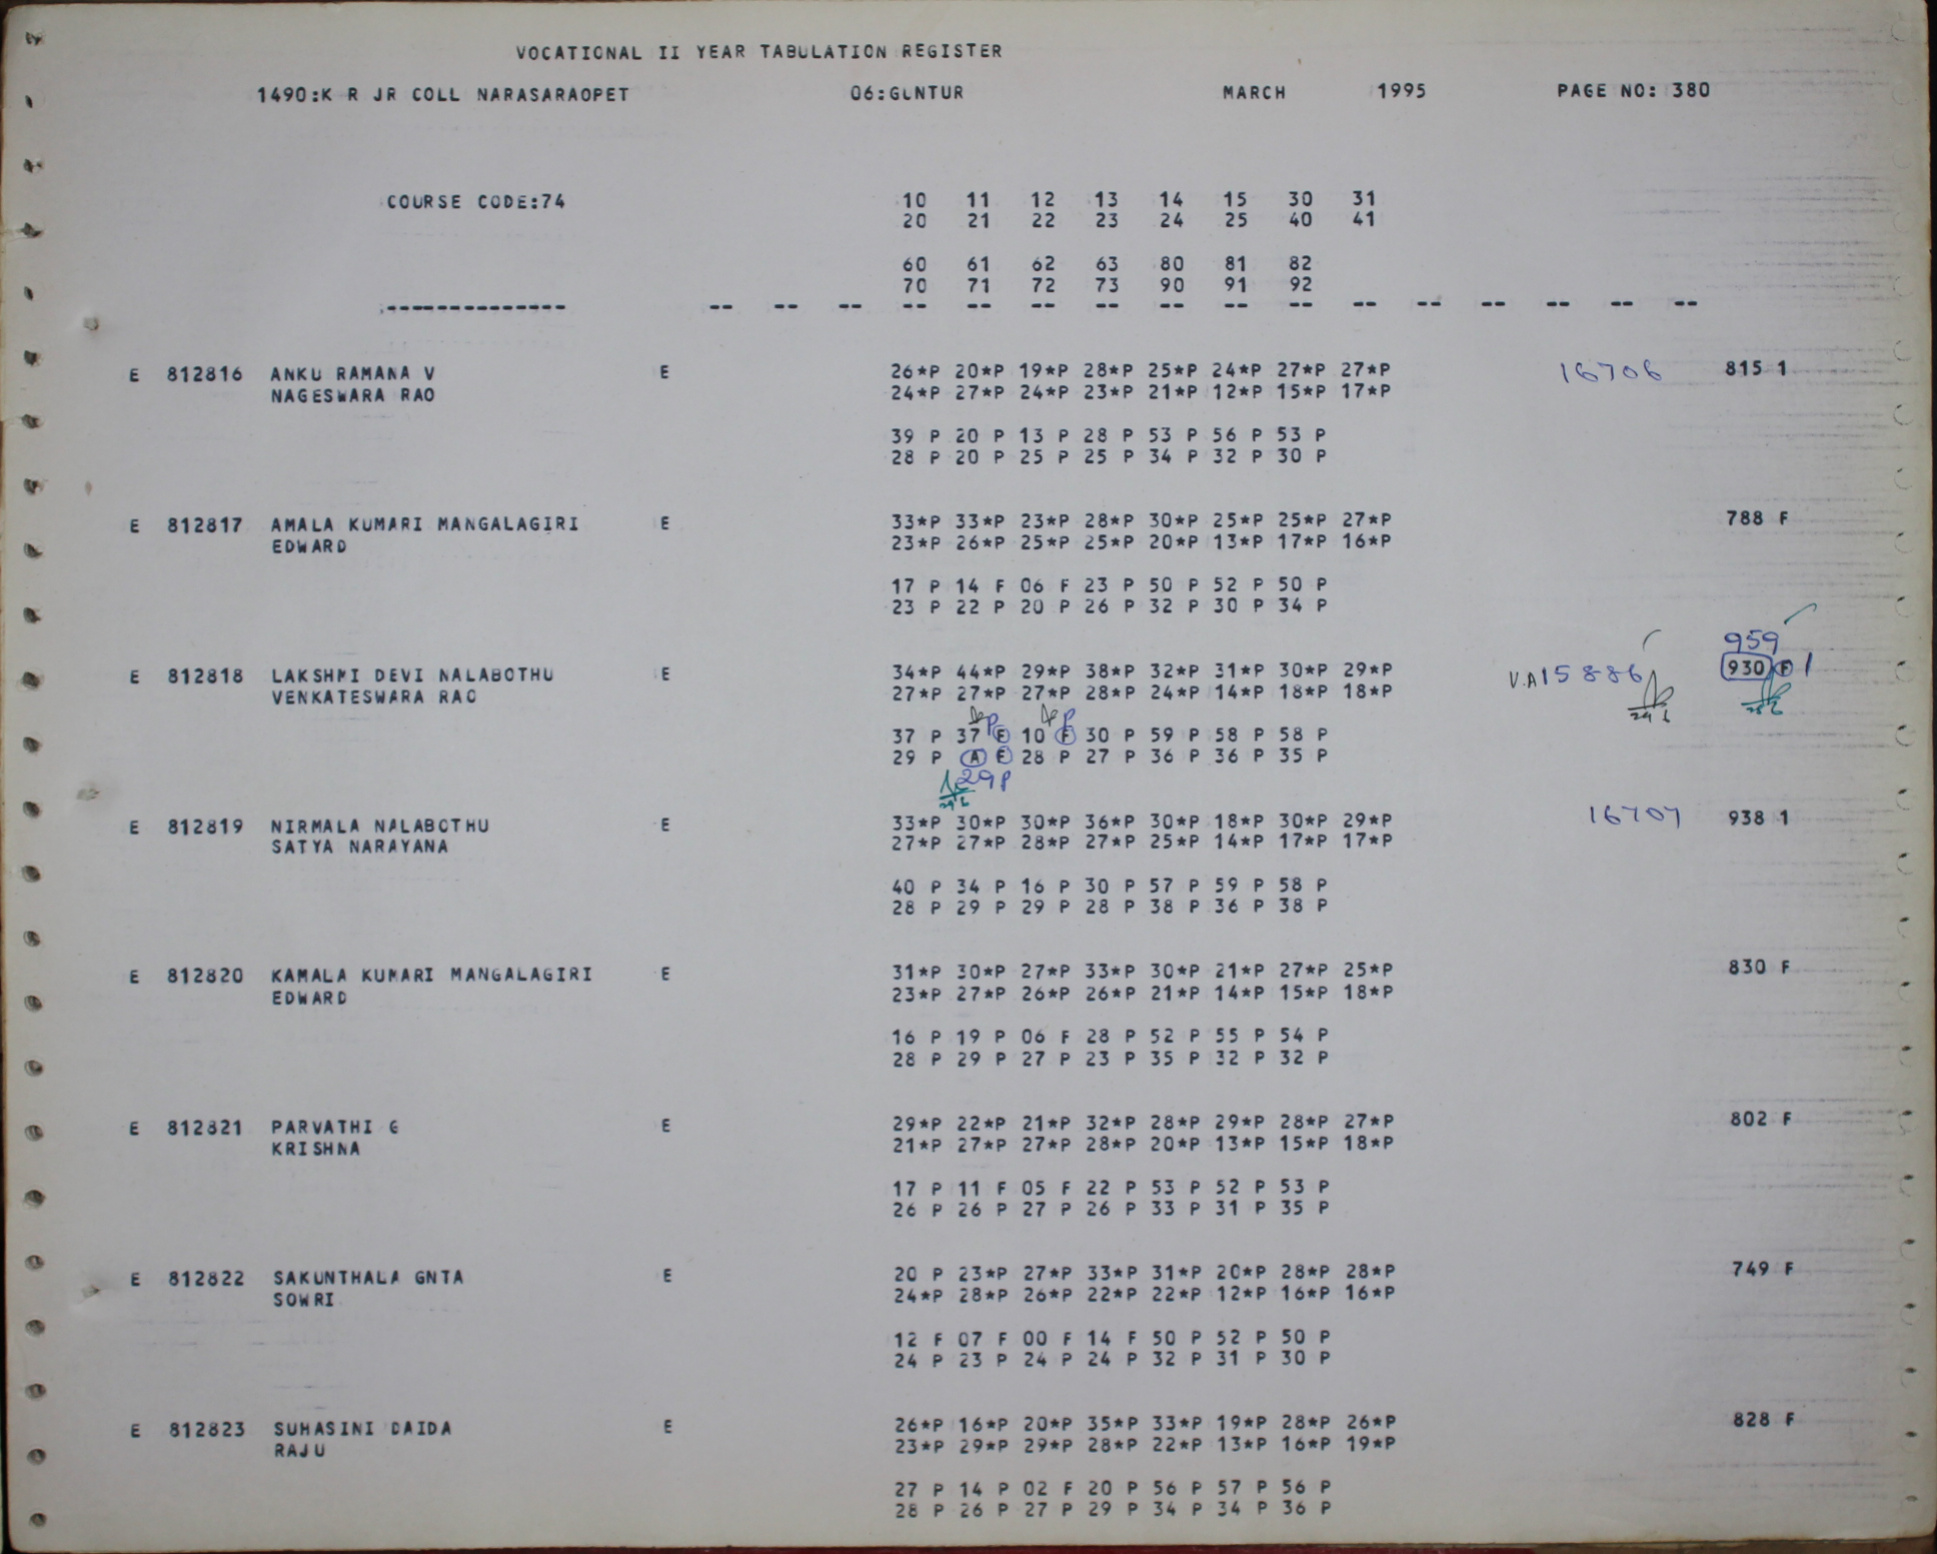 VOCATIONAL II YEAR TABULATION REGISTER
1490:K R JR COLL NARASARAOPET 06:GUNTUR MARCH 1995 PAGE NO: 380
COURSE CODE:74 10 11 12 13 14 15 30 31
20 21 22 23 24 25 40 41
60 61 62 63 80 81 82
70 71 72 73 90 91 92
-------------- -- -- -- -- -- -- -- -- -- -- -- -- -- -- -- --
E 812816 ANKU RAMANA V E 26*P 20*P 19*P 28*P 25*P 24*P 27*P 27*P 16706 815 1
NAGESWARA RAO 24*P 27*P 24*P 23*P 21*P 12*P 15*P 17*P
39 P 20 P 13 P 28 P 53 P 56 P 53 P
28 P 20 P 25 P 25 P 34 P 32 P 30 P
E 812817 AMALA KUMARI MANGALAGIRI E 33*P 33*P 23*P 28*P 30*P 25*P 25*P 27*P 788 F
EDWARD 23*P 26*P 25*P 25*P 20*P 13*P 17*P 16*P
17 P 14 F 06 F 23 P 50 P 52 P 50 P
23 P 22 P 20 P 26 P 32 P 30 P 34 P
959
E 812818 LAKSHMI DEVI NALABOTHU E 34*P 44*P 29*P 38*P 32*P 31*P 30*P 29*P V.A 15886 930 F 1
VENKATESWARA RAO 27*P 27*P 27*P 28*P 24*P 14*P 18*P 18*P
P P
37 P 37 F 10 F 30 P 59 P 58 P 58 P
29 P A F 28 P 27 P 36 P 36 P 35 P
29P
E 812819 NIRMALA NALABOTHU E 33*P 30*P 30*P 36*P 30*P 18*P 30*P 29*P 16707 938 1
SATYA NARAYANA 27*P 27*P 28*P 27*P 25*P 14*P 17*P 17*P
40 P 34 P 16 P 30 P 57 P 59 P 58 P
28 P 29 P 29 P 28 P 38 P 36 P 38 P
E 812820 KAMALA KUMARI MANGALAGIRI E 31*P 30*P 27*P 33*P 30*P 21*P 27*P 25*P 830 F
EDWARD 23*P 27*P 26*P 26*P 21*P 14*P 15*P 18*P
16 P 19 P 06 F 28 P 52 P 55 P 54 P
28 P 29 P 27 P 23 P 35 P 32 P 32 P
E 812821 PARVATHI G E 29*P 22*P 21*P 32*P 28*P 29*P 28*P 27*P 802 F
KRISHNA 21*P 27*P 27*P 28*P 20*P 13*P 15*P 18*P
17 P 11 F 05 F 22 P 53 P 52 P 53 P
26 P 26 P 27 P 26 P 33 P 31 P 35 P
E 812822 SAKUNTHALA GNTA E 20 P 23*P 27*P 33*P 31*P 20*P 28*P 28*P 749 F
SOWRI 24*P 28*P 26*P 22*P 22*P 12*P 16*P 16*P
12 F 07 F 00 F 14 F 50 P 52 P 50 P
24 P 23 P 24 P 24 P 32 P 31 P 30 P
E 812823 SUHASINI DAIDA E 26*P 16*P 20*P 35*P 33*P 19*P 28*P 26*P 828 F
RAJU 23*P 29*P 29*P 28*P 22*P 13*P 16*P 19*P
27 P 14 P 02 F 20 P 56 P 57 P 56 P
28 P 26 P 27 P 29 P 34 P 34 P 36 P